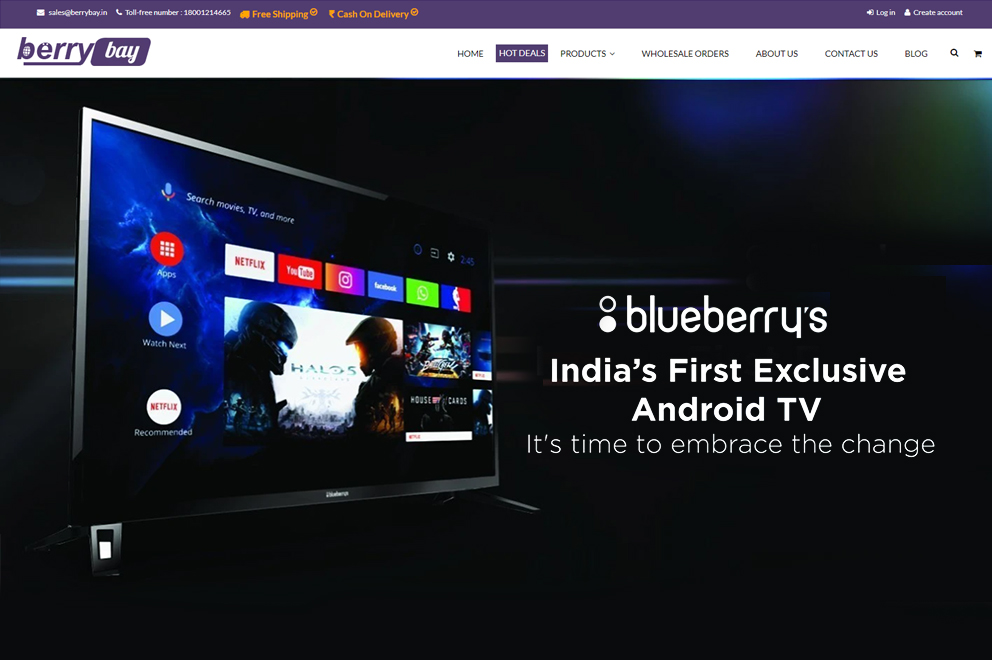 sales@berrybay.in Toll-free number : 18001214665 Free Shipping ₹ Cash On Delivery Log in Create account
berry bay
HOME HOT DEALS PRODUCTS WHOLESALE ORDERS ABOUT US CONTACT US BLOG
Search movies, TV, and more
2:45
Apps
NETFLIX
YouTube
facebook
Watch Next
HALO 5
HOUSE OF CARDS
NETFLIX
Recommended
NETFLIX
blueberry's
blueberry's
India's First Exclusive
Android TV
It's time to embrace the change